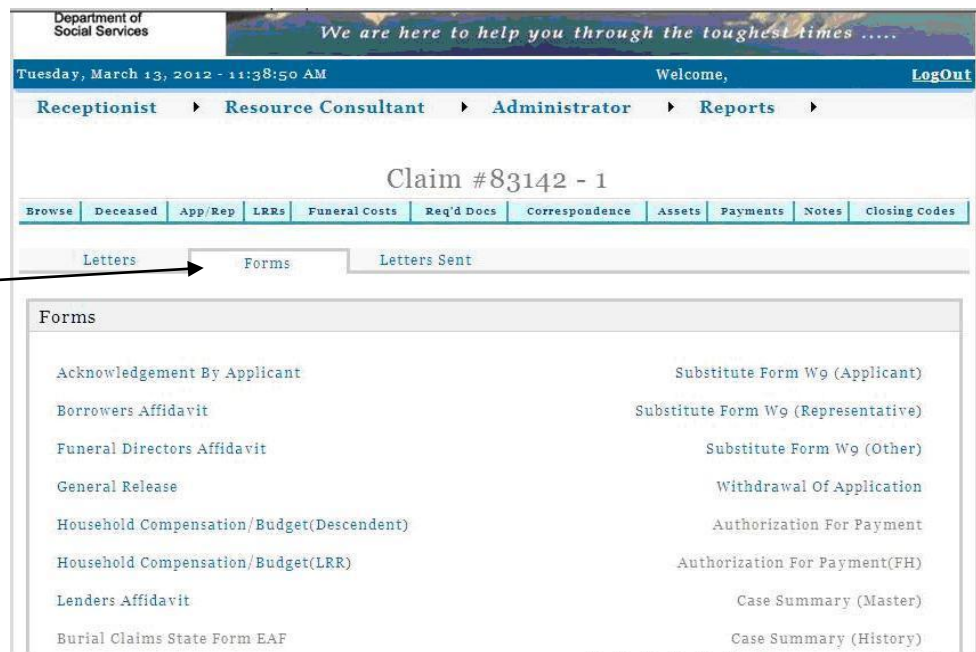 Department of
Social Services
We are here to help you through the toughest times .....
Tuesday, March 13, 2012 - 11:38:50 AM Welcome, LogOut
Receptionist Resource Consultant Administrator Reports
Claim #83142 - 1
Browse Deceased App/Rep LRRs Funeral Costs Req'd Docs Correspondence Assets Payments Notes Closing Codes
Letters Forms Letters Sent
Forms
Acknowledgement By Applicant Substitute Form W9 (Applicant)
Borrowers Affidavit Substitute Form W9 (Representative)
Funeral Directors Affidavit Substitute Form W9 (Other)
General Release Withdrawal Of Application
Household Compensation/Budget(Descendent) Authorization For Payment
Household Compensation/Budget(LRR) Authorization For Payment(FH)
Lenders Affidavit Case Summary (Master)
Burial Claims State Form EAF Case Summary (History)